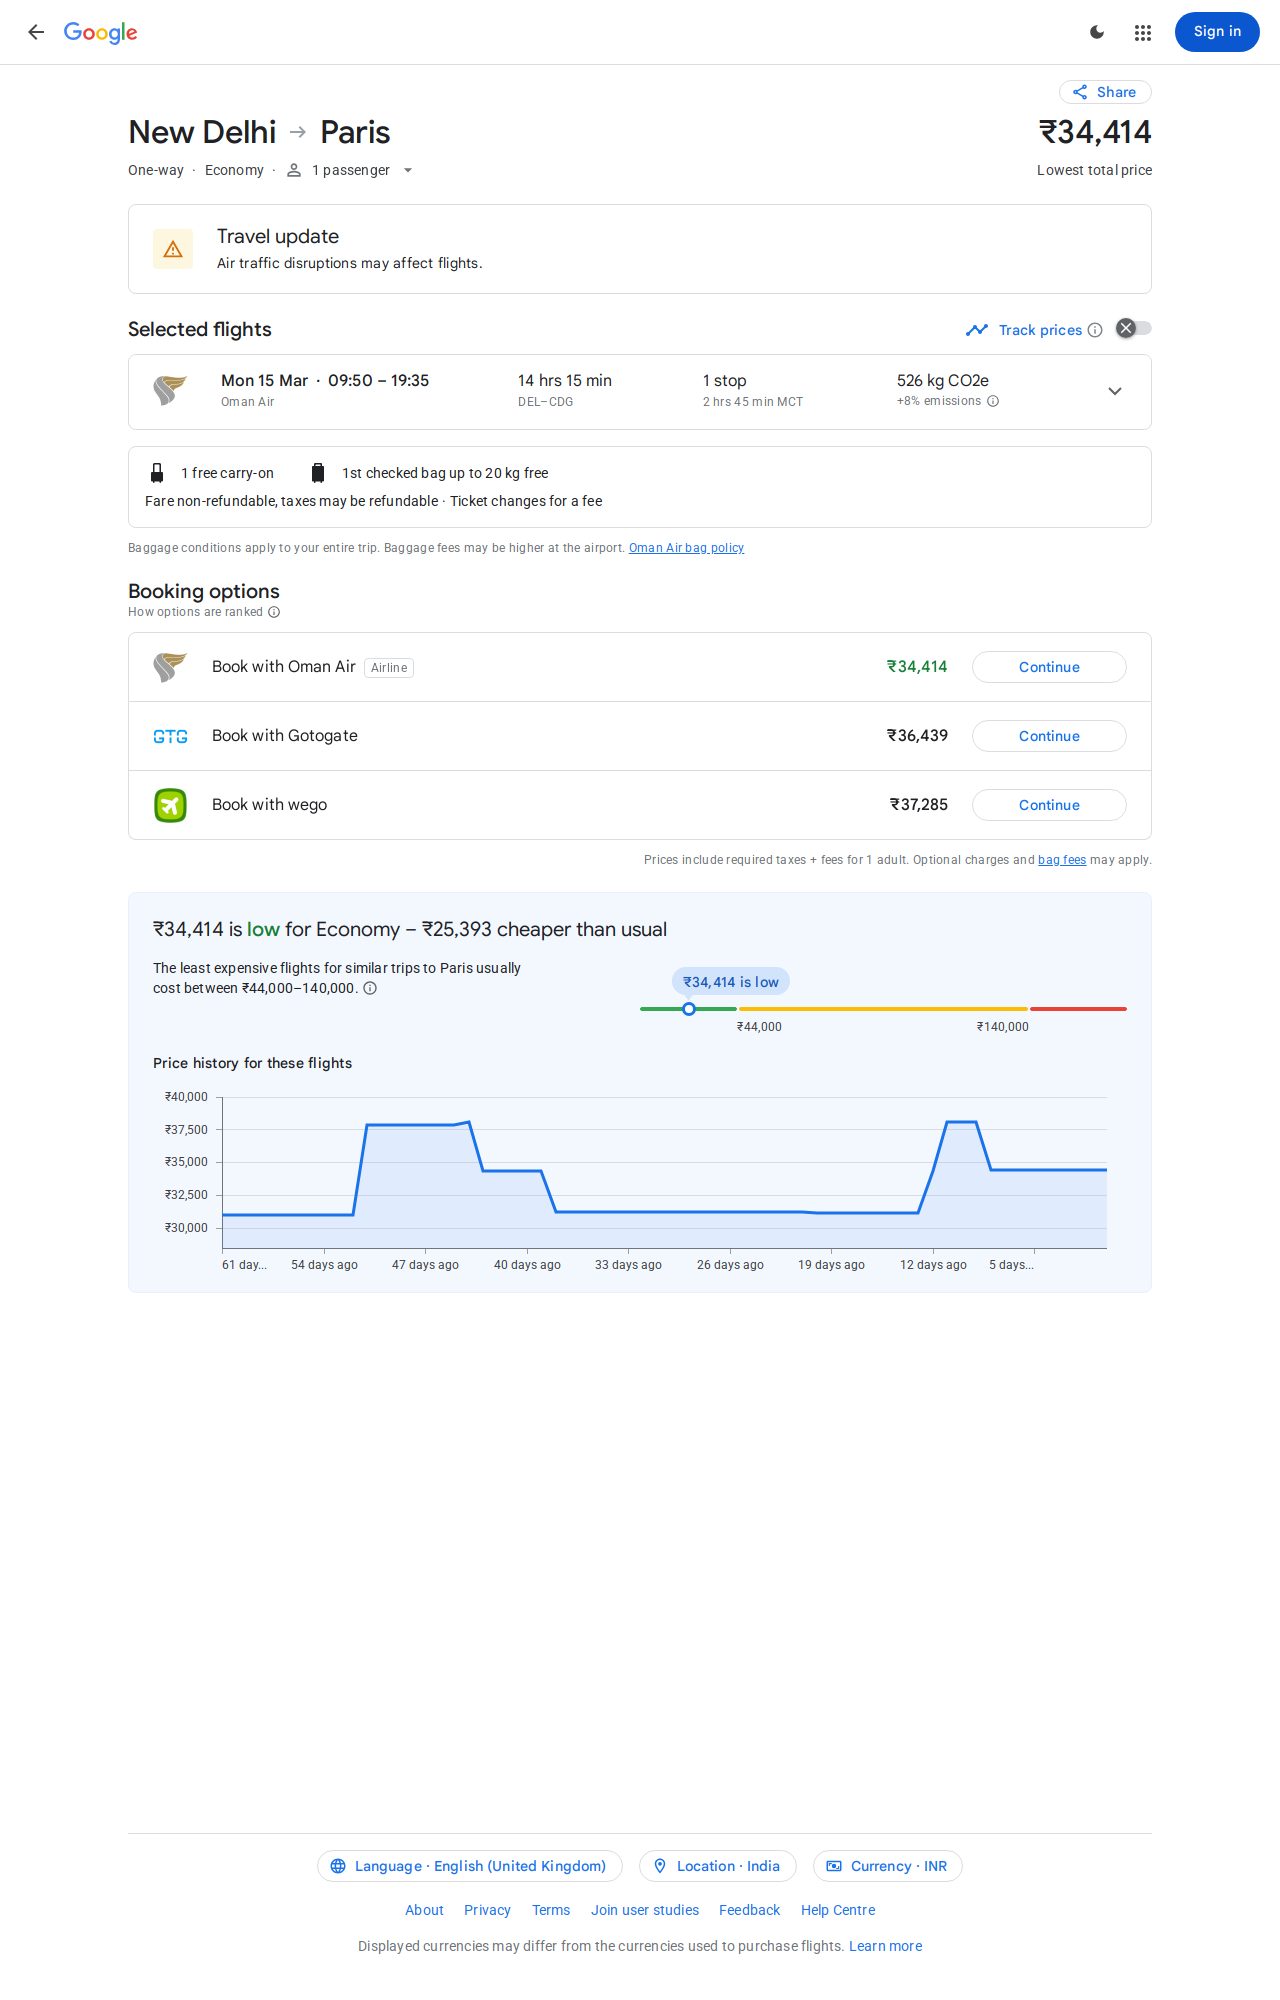 Google
Sign in
Share
New Delhi → Paris
₹34,414
One-way · Economy · 1 passenger
Lowest total price
Travel update
Air traffic disruptions may affect flights.
Selected flights
Track prices
Mon 15 Mar · 09:50 – 19:35
Oman Air
14 hrs 15 min
DEL–CDG
1 stop
2 hrs 45 min MCT
526 kg CO2e
+8% emissions
1 free carry-on
1st checked bag up to 20 kg free
Fare non-refundable, taxes may be refundable · Ticket changes for a fee
Baggage conditions apply to your entire trip. Baggage fees may be higher at the airport. Oman Air bag policy
Booking options
How options are ranked
Book with Oman Air Airline
₹34,414
Continue
GTG
Book with Gotogate
₹36,439
Continue
Book with wego
₹37,285
Continue
Prices include required taxes + fees for 1 adult. Optional charges and bag fees may apply.
₹34,414 is low for Economy – ₹25,393 cheaper than usual
The least expensive flights for similar trips to Paris usually
cost between ₹44,000–140,000.
₹34,414 is low
₹44,000
₹140,000
Price history for these flights
₹40,000
₹37,500
₹35,000
₹32,500
₹30,000
61 day...
54 days ago
47 days ago
40 days ago
33 days ago
26 days ago
19 days ago
12 days ago
5 days...
Language · English (United Kingdom)
Location · India
Currency · INR
About
Privacy
Terms
Join user studies
Feedback
Help Centre
Displayed currencies may differ from the currencies used to purchase flights. Learn more